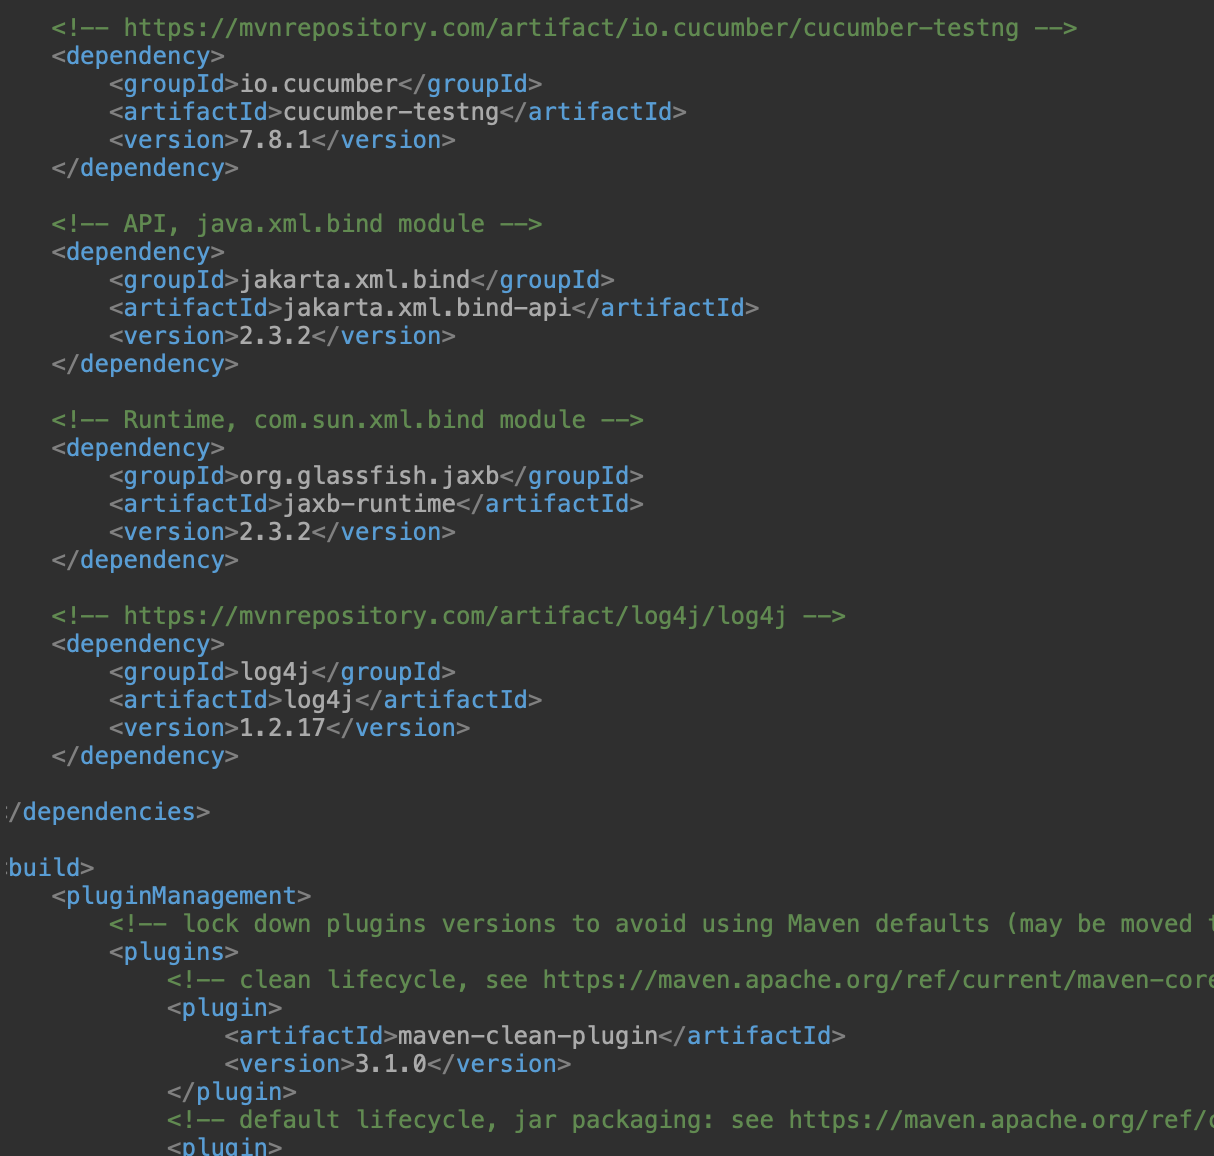 <!-- https://mvnrepository.com/artifact/io.cucumber/cucumber-testng -->
<dependency>
<groupId>io.cucumber</groupId>
<artifactId>cucumber-testng</artifactId>
<version>7.8.1</version>
</dependency>
<!-- API, java.xml.bind module -->
<dependency>
<groupId>jakarta.xml.bind</groupId>
<artifactId>jakarta.xml.bind-api</artifactId>
<version>2.3.2</version>
</dependency>
<!-- Runtime, com.sun.xml.bind module -->
<dependency>
<groupId>org.glassfish.jaxb</groupId>
<artifactId>jaxb-runtime</artifactId>
<version>2.3.2</version>
</dependency>
<!-- https://mvnrepository.com/artifact/log4j/log4j -->
<dependency>
<groupId>log4j</groupId>
<artifactId>log4j</artifactId>
<version>1.2.17</version>
</dependency>
/dependencies>
build>
<pluginManagement>
<!-- lock down plugins versions to avoid using Maven defaults (may be moved
<plugins>
<!-- clean lifecycle, see https://maven.apache.org/ref/current/maven-core
<plugin>
<artifactId>maven-clean-plugin</artifactId>
<version>3.1.0</version>
</plugin>
<!-- default lifecycle, jar packaging: see https://maven.apache.org/ref/
<plugin>